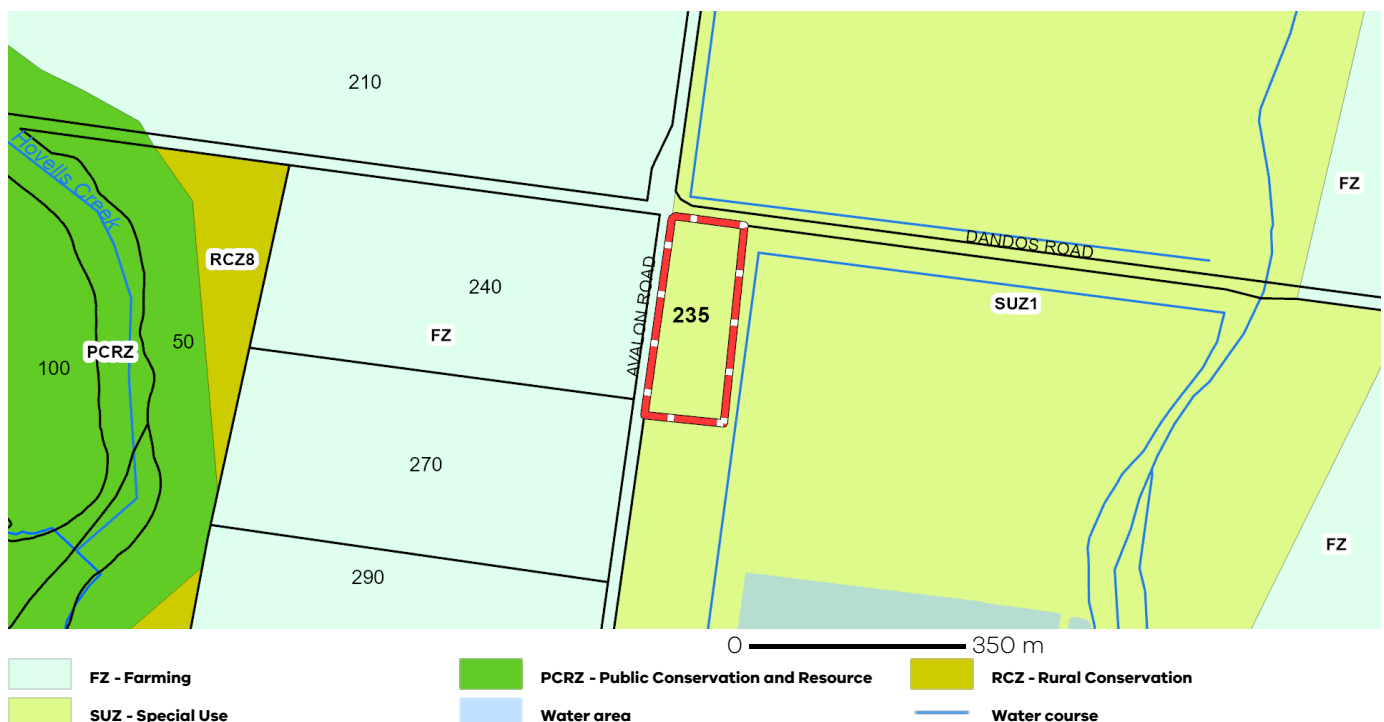 210
FZ
Hovells Creek
DANDOS ROAD
RCZ8
240
AVALON ROAD
235
SUZ1
FZ
50
PCRZ
100
270
FZ
290
0 350 m
FZ - Farming
PCRZ - Public Conservation and Resource
RCZ - Rural Conservation
SUZ - Special Use
Water area
Water course